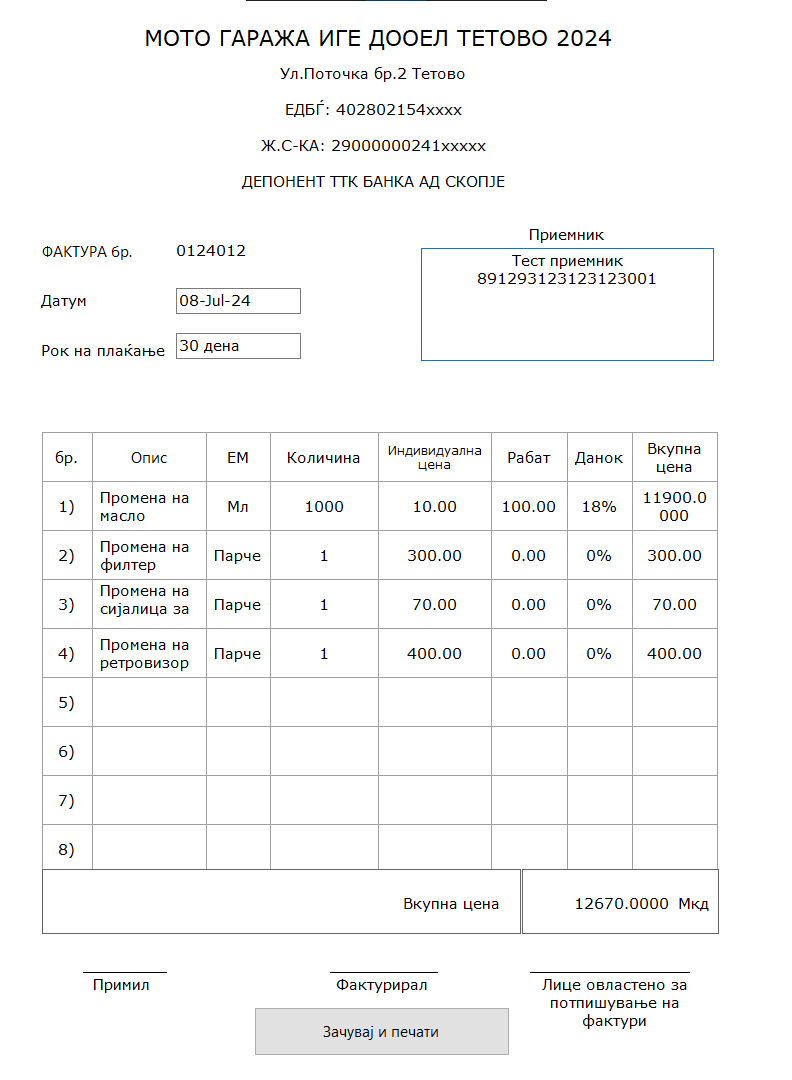 МОТО ГАРАЖА ИГЕ ДООЕЛ ТЕТОВО 2024
Ул.Поточка бр.2 Тетово
ЕДБЃ: 402802154xxxx
Ж.С-КА: 29000000241xxxxx
ДЕПОНЕНТ ТТК БАНКА АД СКОПЈЕ
Приемник
ФАКТУРА бр. 0124012
Тест приемник
891293123123123001
Датум 08-Jul-24
Рок на плаќање 30 дена
бр. Опис ЕМ Количина Индивидуална цена Рабат Данок Вкупна цена
1) Промена на масло Мл 1000 10.00 100.00 18% 11900.0000
2) Промена на филтер Парче 1 300.00 0.00 0% 300.00
3) Промена на сијалица за Парче 1 70.00 0.00 0% 70.00
4) Промена на ретровизор Парче 1 400.00 0.00 0% 400.00
5)
6)
7)
8)
Вкупна цена 12670.0000 Мкд
Примил Фактурирал Лице овластено за
потпишување на
фактури
Зачувај и печати